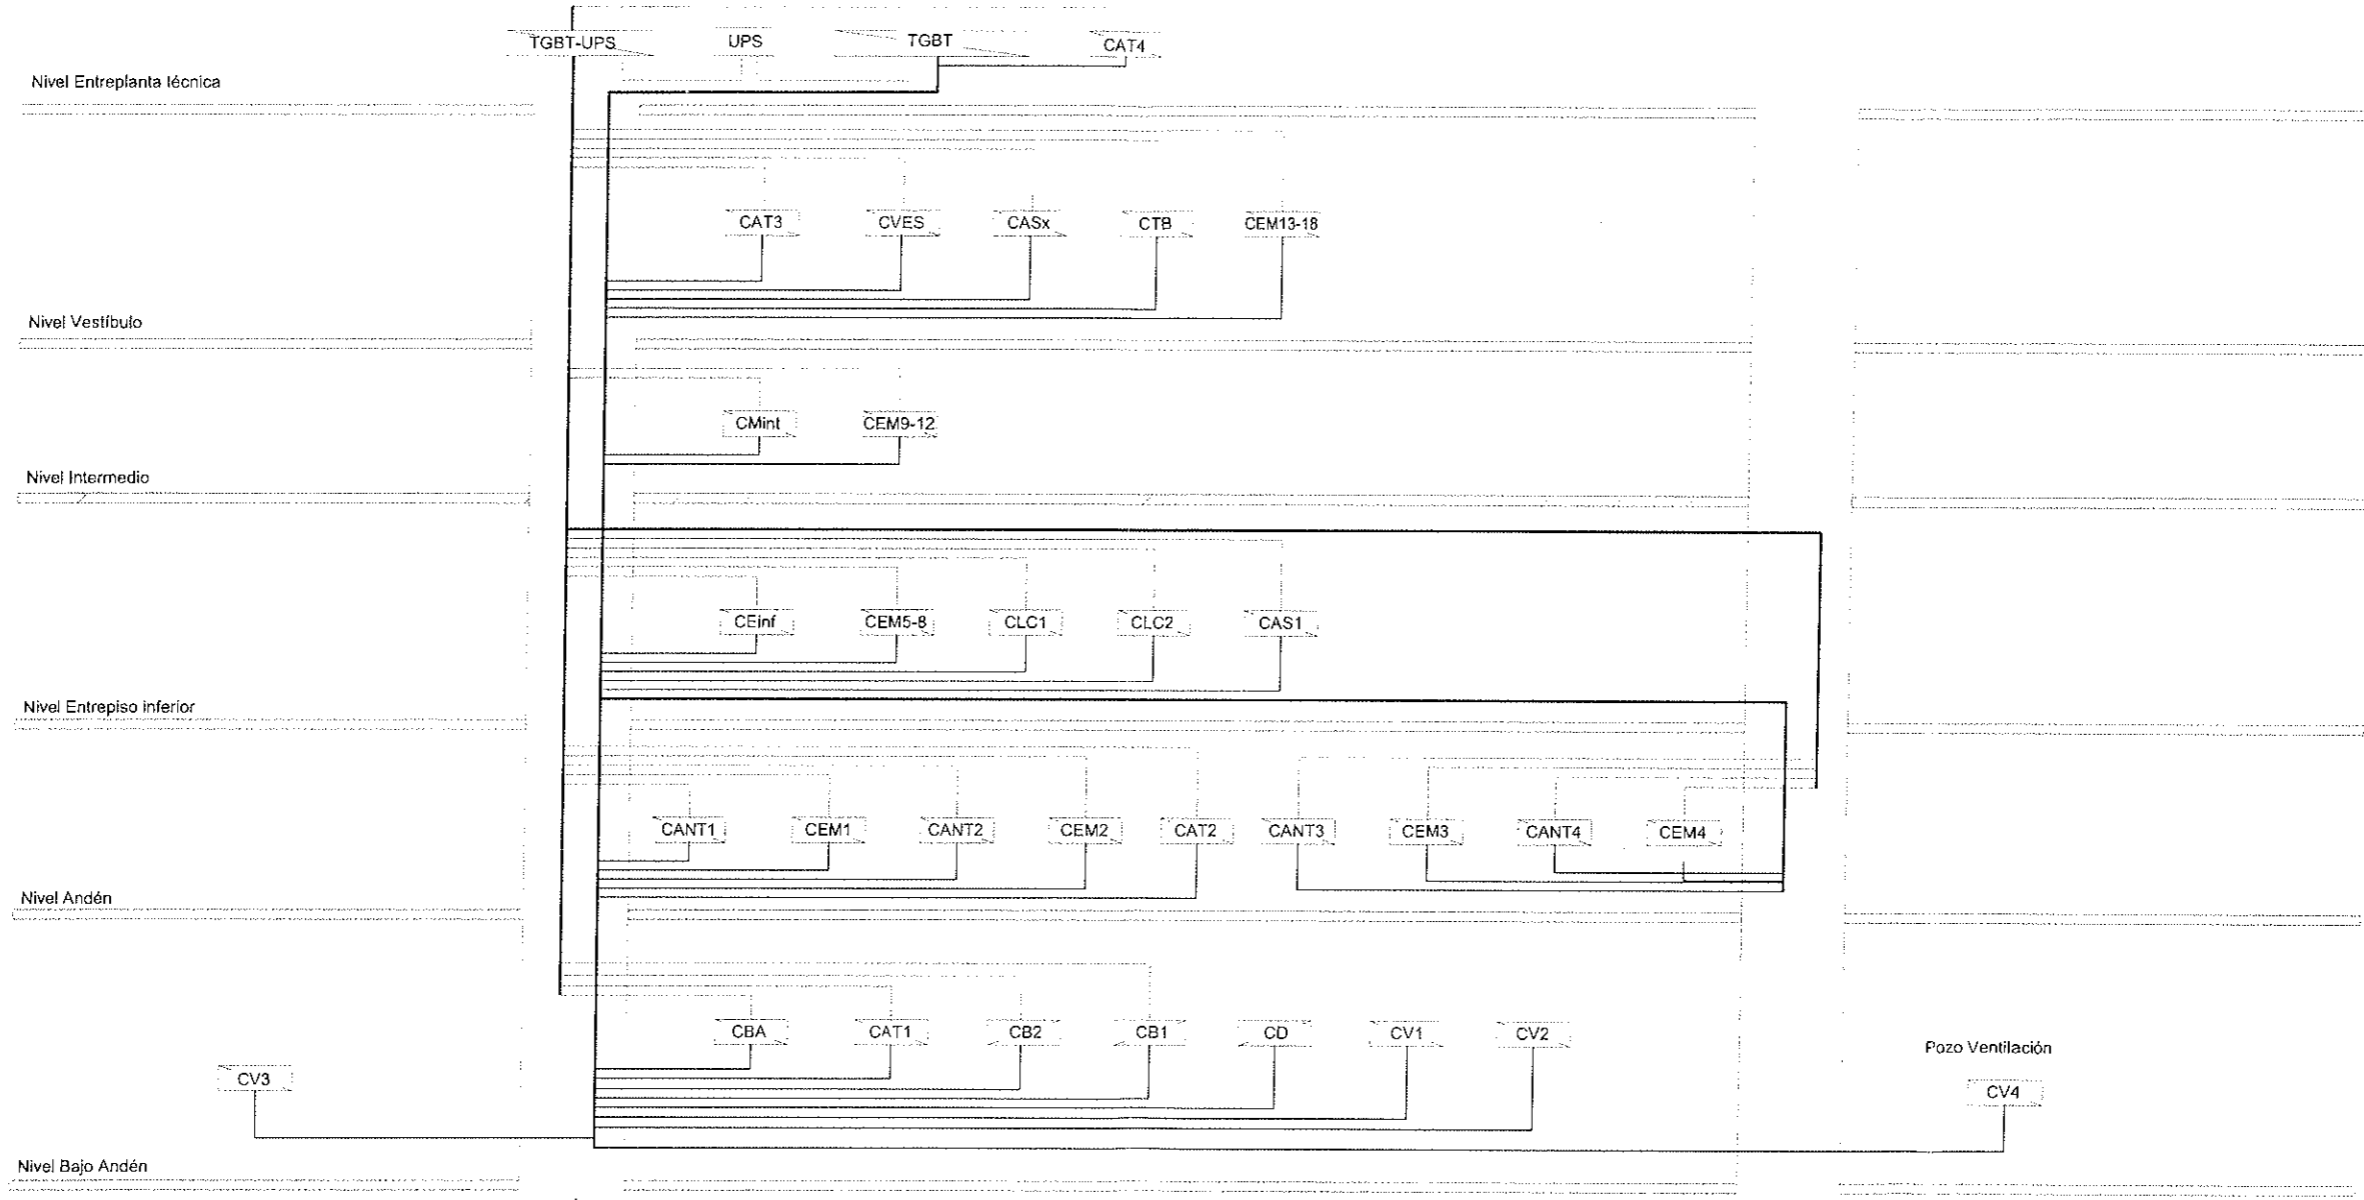 TGBT-UPS UPS TGBT CAT4
Nivel Entreplanta técnica
CAT3 CVES CASx CTB CEM13-18
Nivel Vestíbulo
CMint CEM9-12
Nivel Intermedio
CEinf CEM5-8 CLC1 CLC2 CAS1
Nivel Entrepiso inferior
CANT1 CEM1 CANT2 CEM2 CAT2 CANT3 CEM3 CANT4 CEM4
Nivel Andén
CBA CAT1 CB2 CB1 CD CV1 CV2
Pozo Ventilación
CV3 CV4
Nivel Bajo Andén